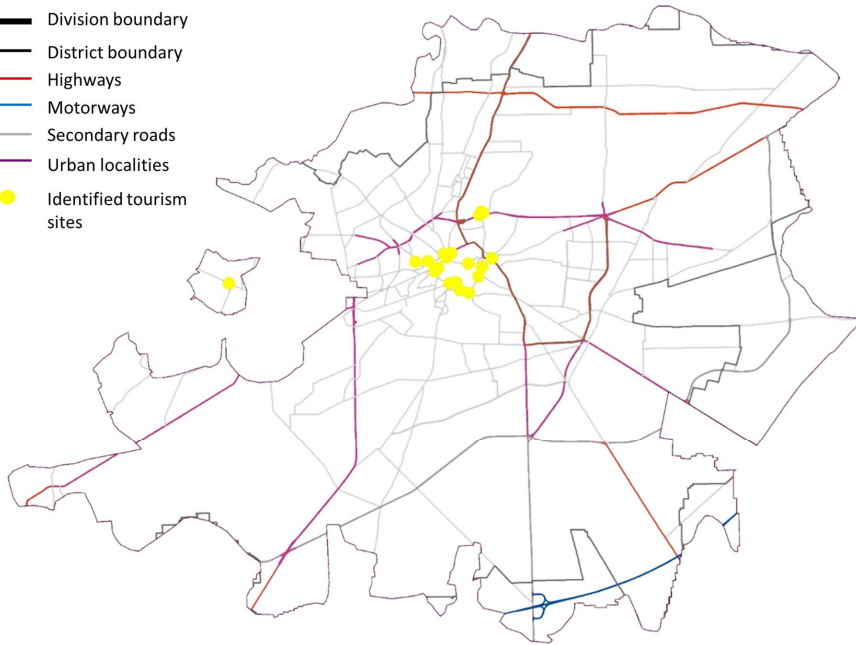 Division boundary
District boundary
Highways
Motorways
Secondary roads
Urban localities
Identified tourism
sites